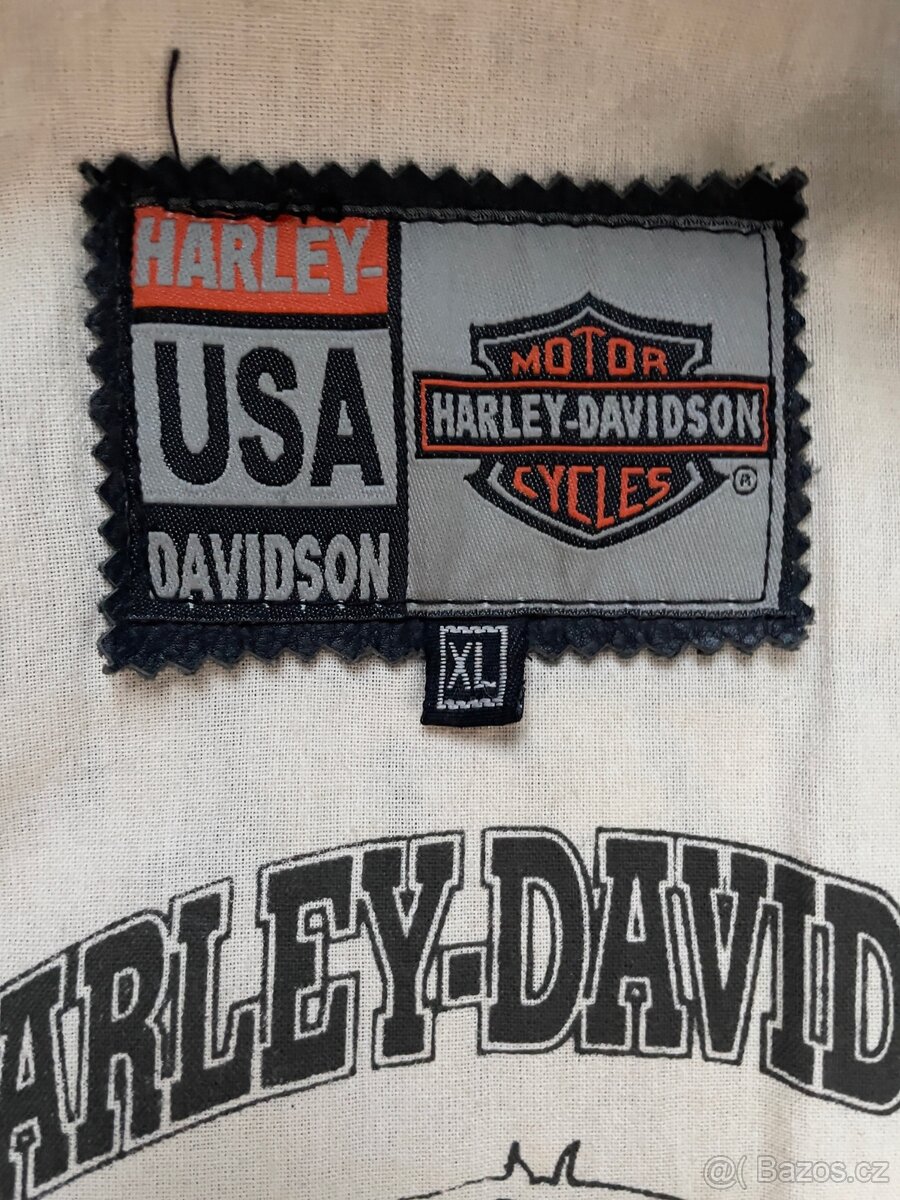 HARLEY-
USA
DAVIDSON
MOTOR
HARLEY-DAVIDSON
CYCLES
®
XL
ARLEY-DAVID
@( Bazos.cz